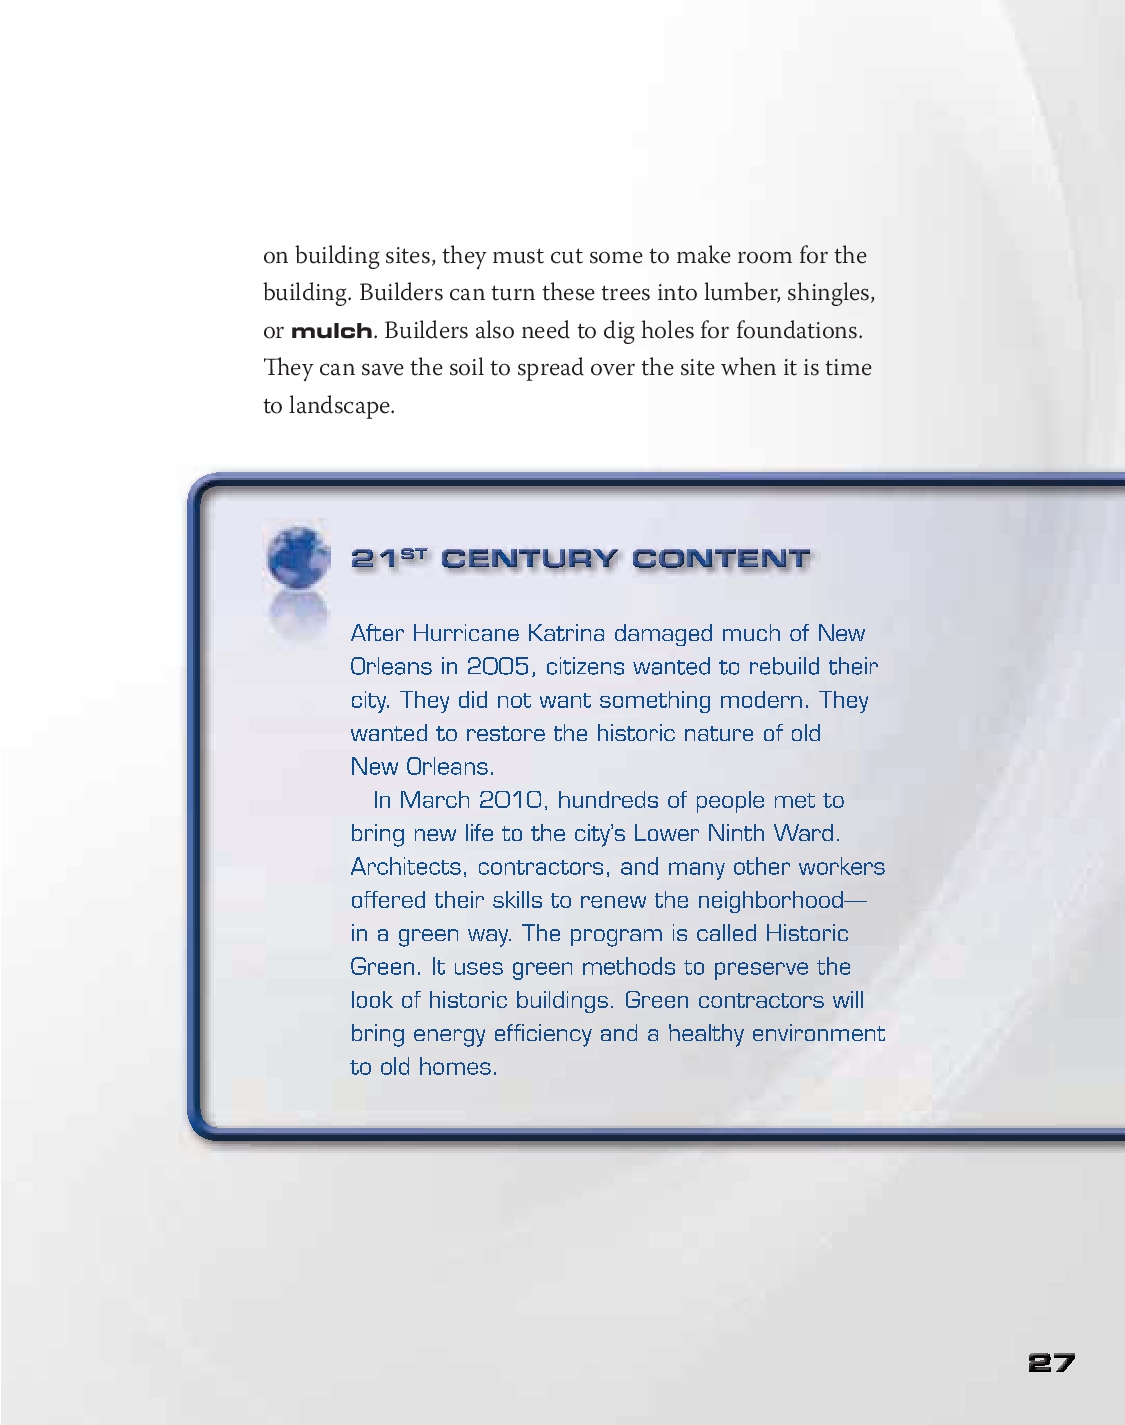 on building sites, they must cut some to make room for the
building. Builders can turn these trees into lumber, shingles,
or mulch. Builders also need to dig holes for foundations.
They can save the soil to spread over the site when it is time
to landscape.
21ST CENTURY CONTENT
After Hurricane Katrina damaged much of New
Orleans in 2005, citizens wanted to rebuild their
city. They did not want something modern. They
wanted to restore the historic nature of old
New Orleans.
In March 2010, hundreds of people met to
bring new life to the city’s Lower Ninth Ward.
Architects, contractors, and many other workers
offered their skills to renew the neighborhood—
in a green way. The program is called Historic
Green. It uses green methods to preserve the
look of historic buildings. Green contractors will
bring energy efficiency and a healthy environment
to old homes.
27